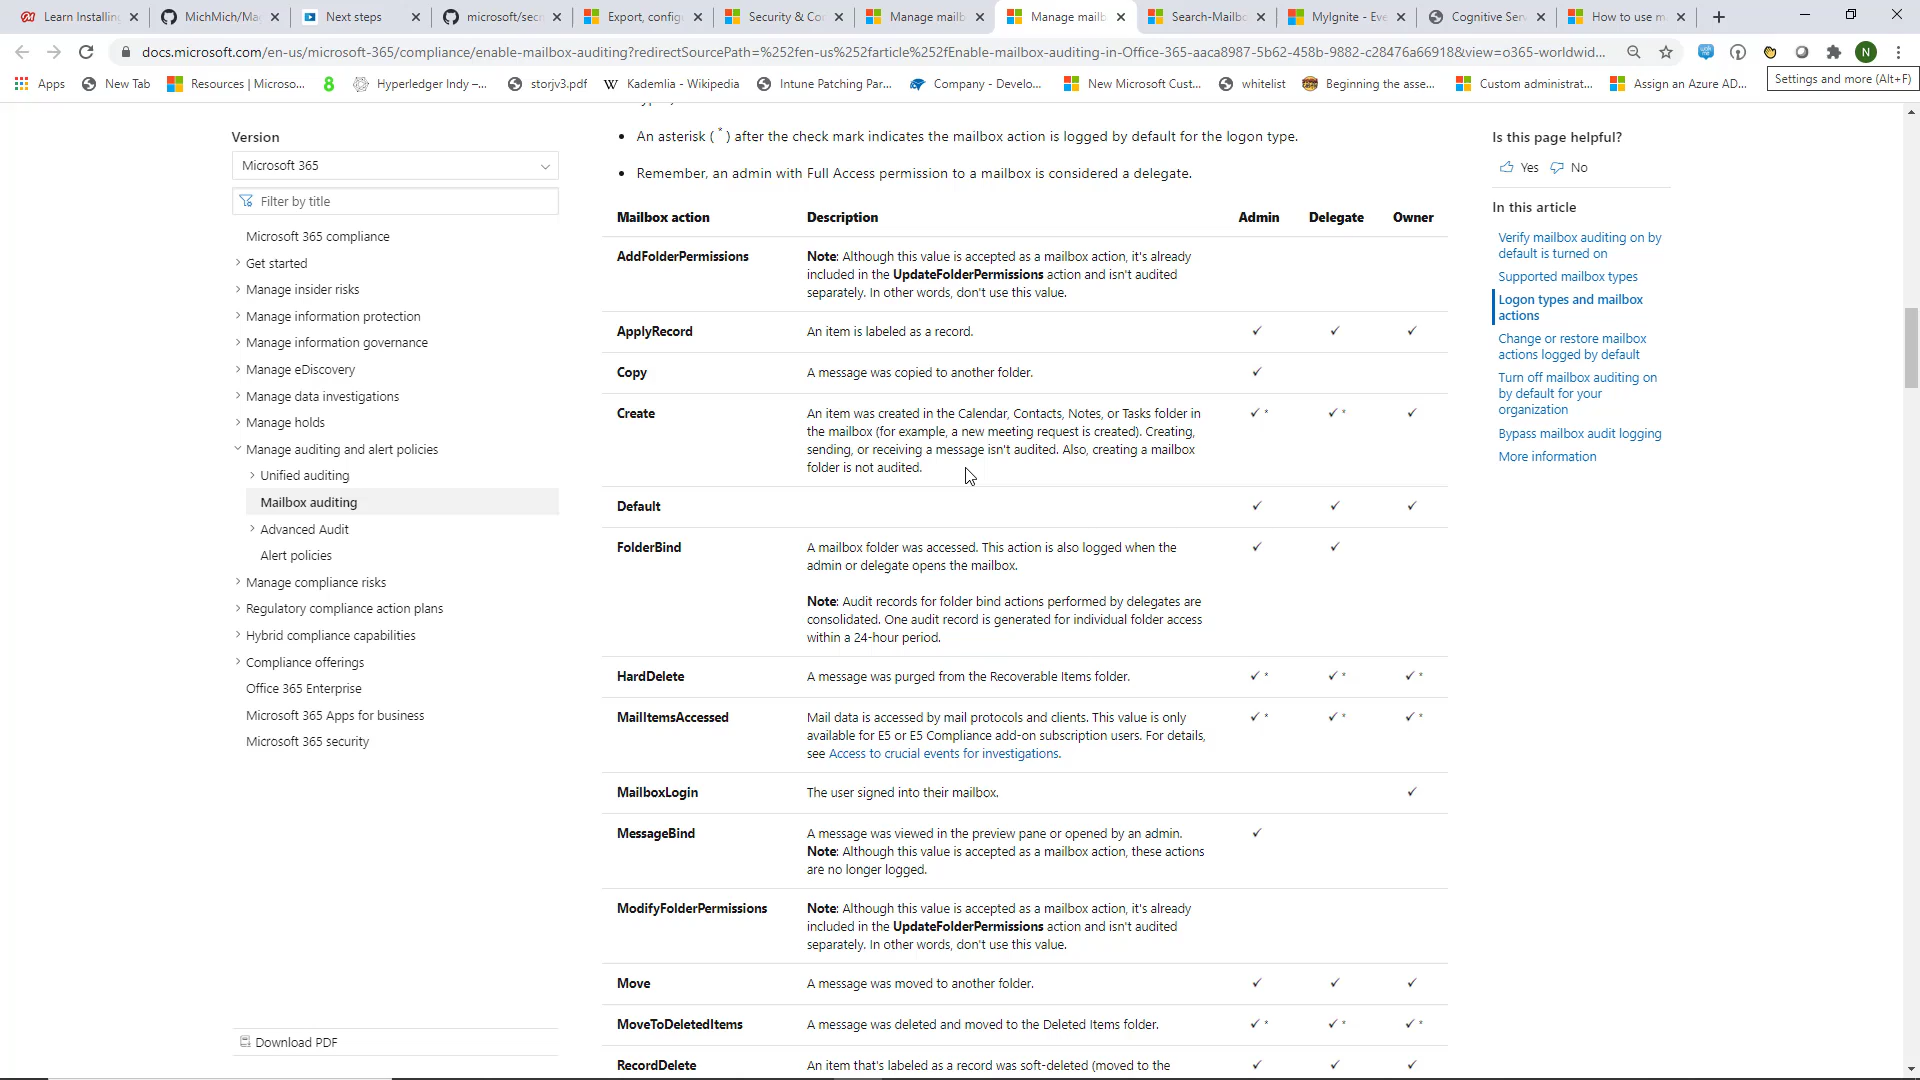 Learn Installing
MichMich/Ma
Next steps
microsoft/secr
Export, config
Security & Co
Manage mailb
Manage mailb
Search-Mailbo
MyIgnite - Eve
Cognitive Serv
How to use m
docs.microsoft.com/en-us/microsoft-365/compliance/enable-mailbox-auditing?redirectSourcePath=%252fen-us%252farticle%252fEnable-mailbox-auditing-in-Office-365-aaca8987-5b62-458b-9882-c28476a66918&view=o365-worldwid...
N
Apps
New Tab
Resources | Microso...
8
Hyperledger Indy –...
storjv3.pdf
W Kademlia - Wikipedia
Intune Patching Par...
Company - Develo...
New Microsoft Cust...
whitelist
Beginning the asse...
Custom administrat...
Assign an Azure AD...
Settings and more (Alt+F)
Version
Microsoft 365
Filter by title
Microsoft 365 compliance
Get started
Manage insider risks
Manage information protection
Manage information governance
Manage eDiscovery
Manage data investigations
Manage holds
Manage auditing and alert policies
Unified auditing
Mailbox auditing
Advanced Audit
Alert policies
Manage compliance risks
Regulatory compliance action plans
Hybrid compliance capabilities
Compliance offerings
Office 365 Enterprise
Microsoft 365 Apps for business
Microsoft 365 security
Download PDF
• An asterisk ( * ) after the check mark indicates the mailbox action is logged by default for the logon type.
• Remember, an admin with Full Access permission to a mailbox is considered a delegate.
Mailbox action Description Admin Delegate Owner
AddFolderPermissions Note: Although this value is accepted as a mailbox action, it's already
included in the UpdateFolderPermissions action and isn't audited
separately. In other words, don't use this value.
ApplyRecord An item is labeled as a record. ✓ ✓ ✓
Copy A message was copied to another folder. ✓
Create An item was created in the Calendar, Contacts, Notes, or Tasks folder in ✓* ✓* ✓
the mailbox (for example, a new meeting request is created). Creating,
sending, or receiving a message isn't audited. Also, creating a mailbox
folder is not audited.
Default ✓ ✓ ✓
FolderBind A mailbox folder was accessed. This action is also logged when the ✓ ✓
admin or delegate opens the mailbox.
Note: Audit records for folder bind actions performed by delegates are
consolidated. One audit record is generated for individual folder access
within a 24-hour period.
HardDelete A message was purged from the Recoverable Items folder. ✓* ✓* ✓*
MailItemsAccessed Mail data is accessed by mail protocols and clients. This value is only ✓* ✓* ✓*
available for E5 or E5 Compliance add-on subscription users. For details,
see Access to crucial events for investigations.
MailboxLogin The user signed into their mailbox. ✓
MessageBind A message was viewed in the preview pane or opened by an admin. ✓
Note: Although this value is accepted as a mailbox action, these actions
are no longer logged.
ModifyFolderPermissions Note: Although this value is accepted as a mailbox action, it's already
included in the UpdateFolderPermissions action and isn't audited
separately. In other words, don't use this value.
Move A message was moved to another folder. ✓ ✓ ✓
MoveToDeletedItems A message was deleted and moved to the Deleted Items folder. ✓* ✓* ✓*
RecordDelete An item that's labeled as a record was soft-deleted (moved to the ✓ ✓ ✓
Is this page helpful?
Yes No
In this article
Verify mailbox auditing on by
default is turned on
Supported mailbox types
Logon types and mailbox
actions
Change or restore mailbox
actions logged by default
Turn off mailbox auditing on
by default for your
organization
Bypass mailbox audit logging
More information